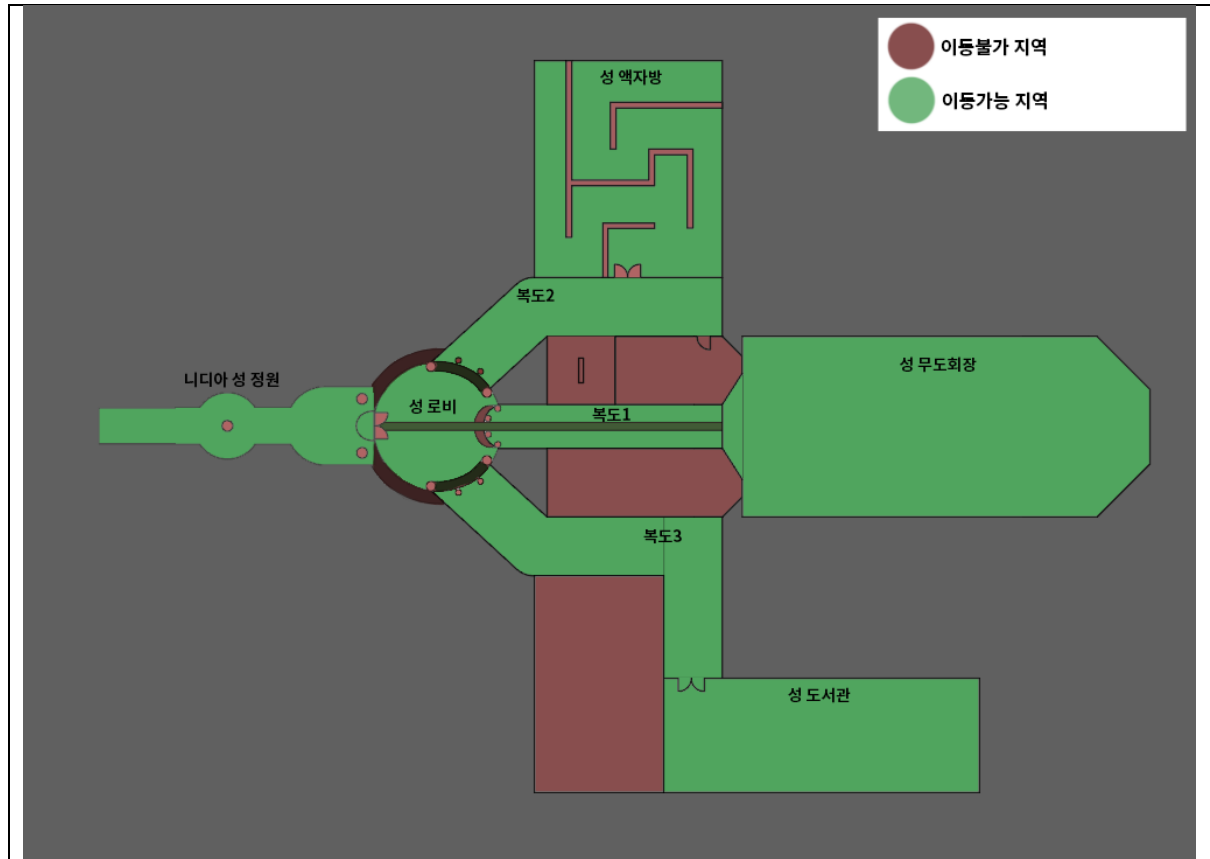 이동불가 지역
이동가능 지역
성 액자방
복도2
성 무도회장
니디아 성 정원
성 로비
복도1
복도3
성 도서관